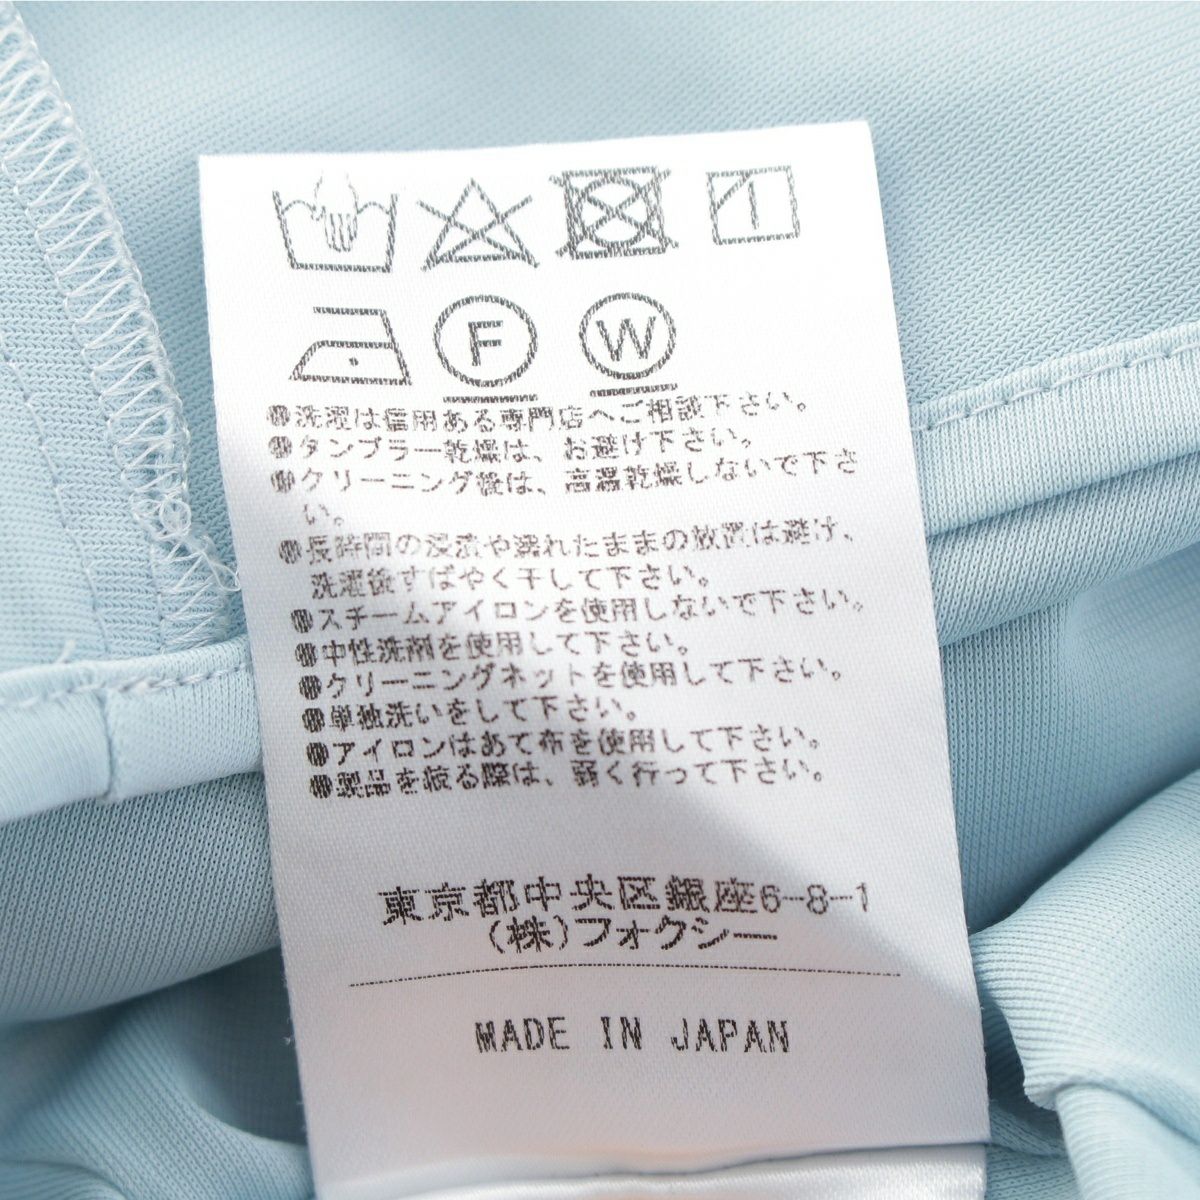 F W
●洗濯は信用ある専門店へご相談下さい。
●タンブラー乾燥は、お避け下さい。
●クリーニング後は、高温乾燥しないで下さ
い。
●長時間の浸漬や濡れたままの放置は避け、
洗濯後すばやく干して下さい。
●スチームアイロンを使用しないで下さい。
●中性洗剤を使用して下さい。
●クリーニングネットを使用して下さい。
●単独洗いをして下さい。
●アイロンはあて布を使用して下さい。
●製品を絞る際は、弱く行って下さい。
東京都中央区銀座6-8-1
(株)フォクシー
MADE IN JAPAN